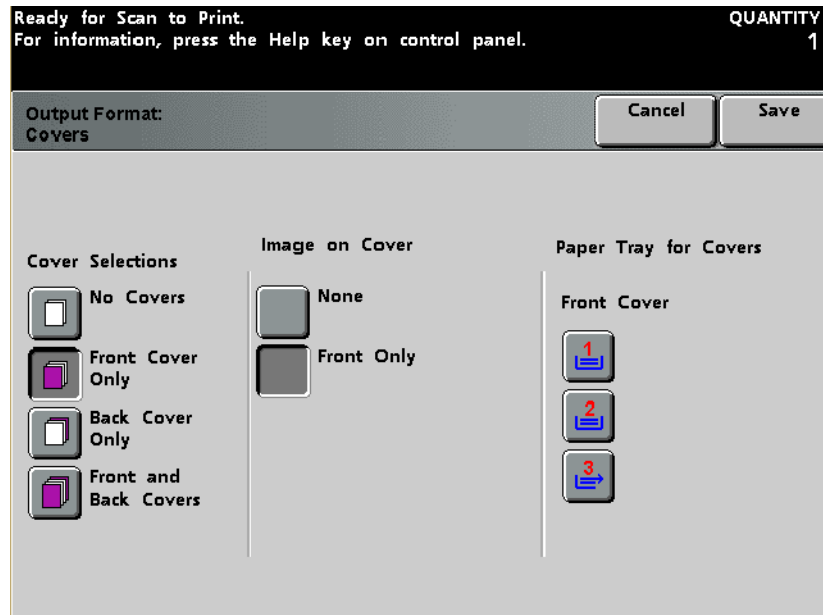 Ready for Scan to Print.
For information, press the Help key on control panel.
QUANTITY
1
Output Format:
Covers
Cancel
Save
Cover Selections
No Covers
Front Cover
Only
Back Cover
Only
Front and
Back Covers
Image on Cover
None
Front Only
Paper Tray for Covers
Front Cover
1
2
3